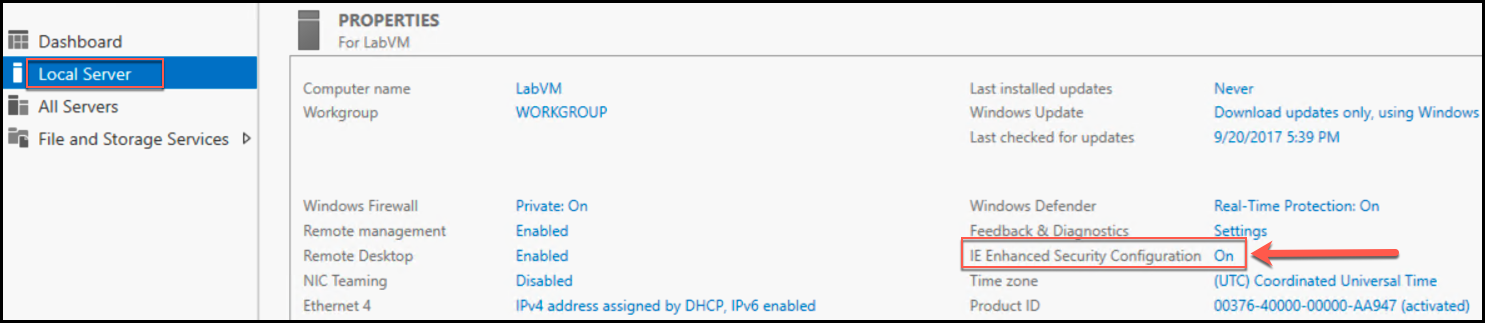 Dashboard
Local Server
All Servers
File and Storage Services
PROPERTIES
For LabVM
Computer name LabVM
Workgroup WORKGROUP
Last installed updates Never
Windows Update Download updates only, using Windows
Last checked for updates 9/20/2017 5:39 PM
Windows Firewall Private: On
Remote management Enabled
Remote Desktop Enabled
NIC Teaming Disabled
Ethernet 4 IPv4 address assigned by DHCP, IPv6 enabled
Windows Defender Real-Time Protection: On
Feedback & Diagnostics Settings
IE Enhanced Security Configuration On
Time zone (UTC) Coordinated Universal Time
Product ID 00376-40000-00000-AA947 (activated)